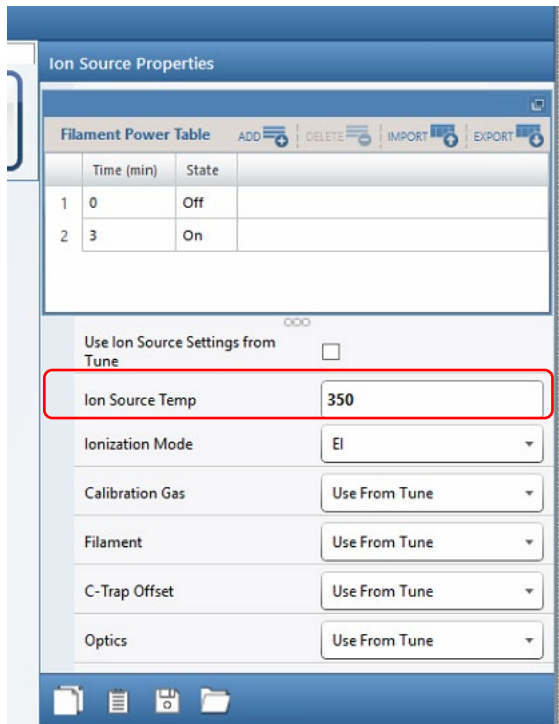 Ion Source Properties
Filament Power Table ADD DELETE IMPORT EXPORT
Time (min) State
1 0 Off
2 3 On
Use Ion Source Settings from
Tune
Ion Source Temp 350
Ionization Mode EI
Calibration Gas Use From Tune
Filament Use From Tune
C-Trap Offset Use From Tune
Optics Use From Tune